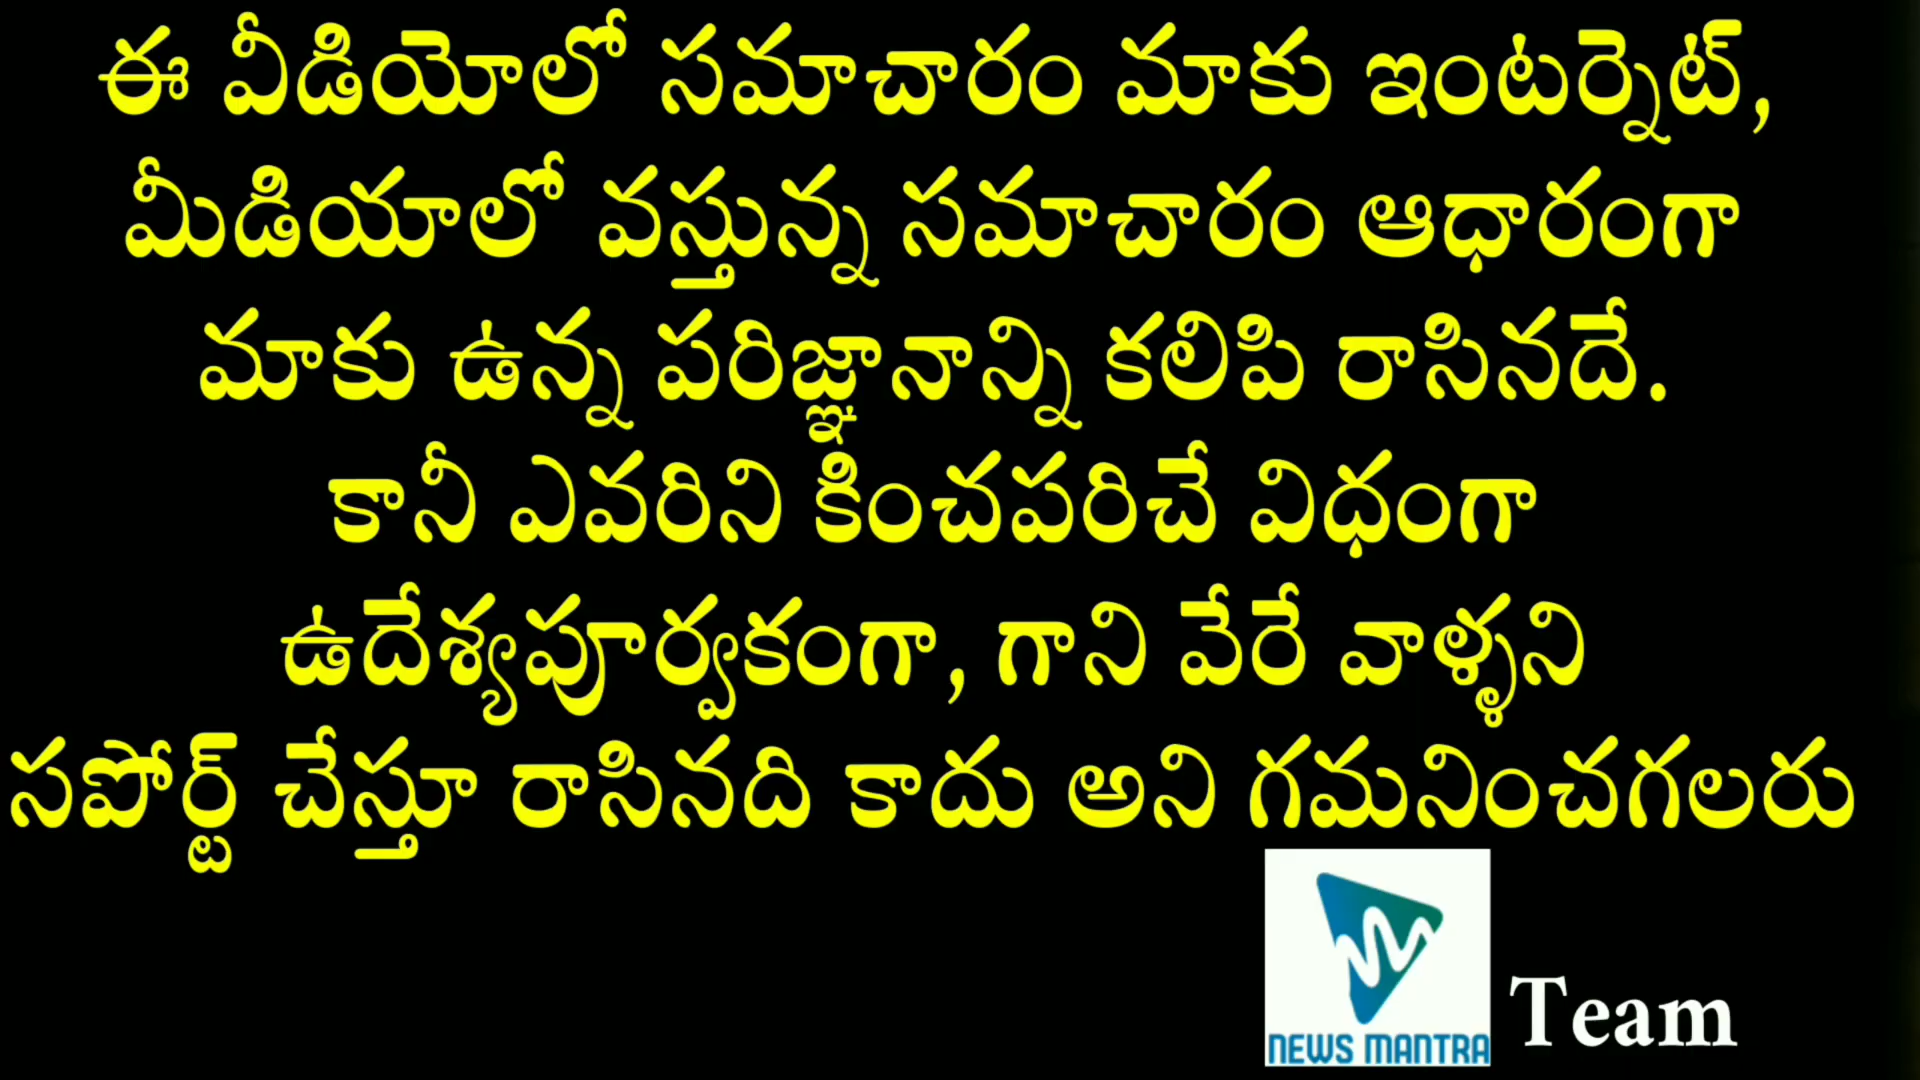 ఈ వీడియోలో సమాచారం మాకు ఇంటర్నెట్,
మీడియాలో వస్తున్న సమాచారం ఆధారంగా
మాకు ఉన్న పరిజ్ఞానాన్ని కలిపి రాసినదే.
కానీ ఎవరిని కించపరిచే విధంగా
ఉదేశ్యపూర్వకంగా, గాని వేరే వాళ్ళని
సపోర్ట్ చేస్తూ రాసినది కాదు అని గమనించగలరు
NEWS MANTRA Team